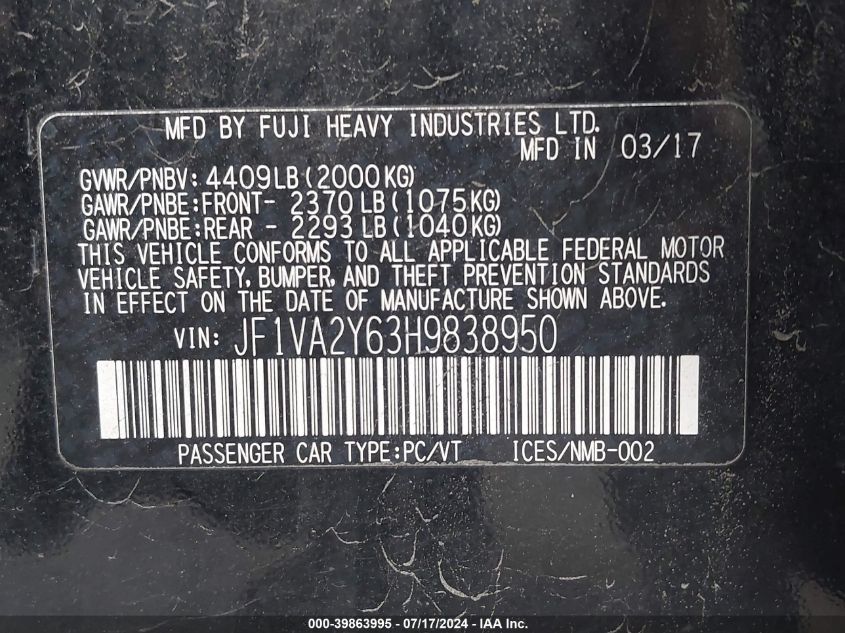 MFD BY FUJI HEAVY INDUSTRIES LTD.
MFD IN 03/17
GVWR/PNBV: 4409LB(2000KG)
GAWR/PNBE:FRONT- 2370 LB(1075KG)
GAWR/PNBE:REAR - 2293 LB(1040KG)
THIS VEHICLE CONFORMS TO ALL APPLICABLE FEDERAL MOTOR
VEHICLE SAFETY, BUMPER, AND THEFT PREVENTION STANDARDS
IN EFFECT ON THE DATE OF MANUFACTURE SHOWN ABOVE.
VIN: JF1VA2Y63H9838950
PASSENGER CAR TYPE:PC/VT ICES/NMB-002
000-39863995 - 07/17/2024 - IAA Inc.